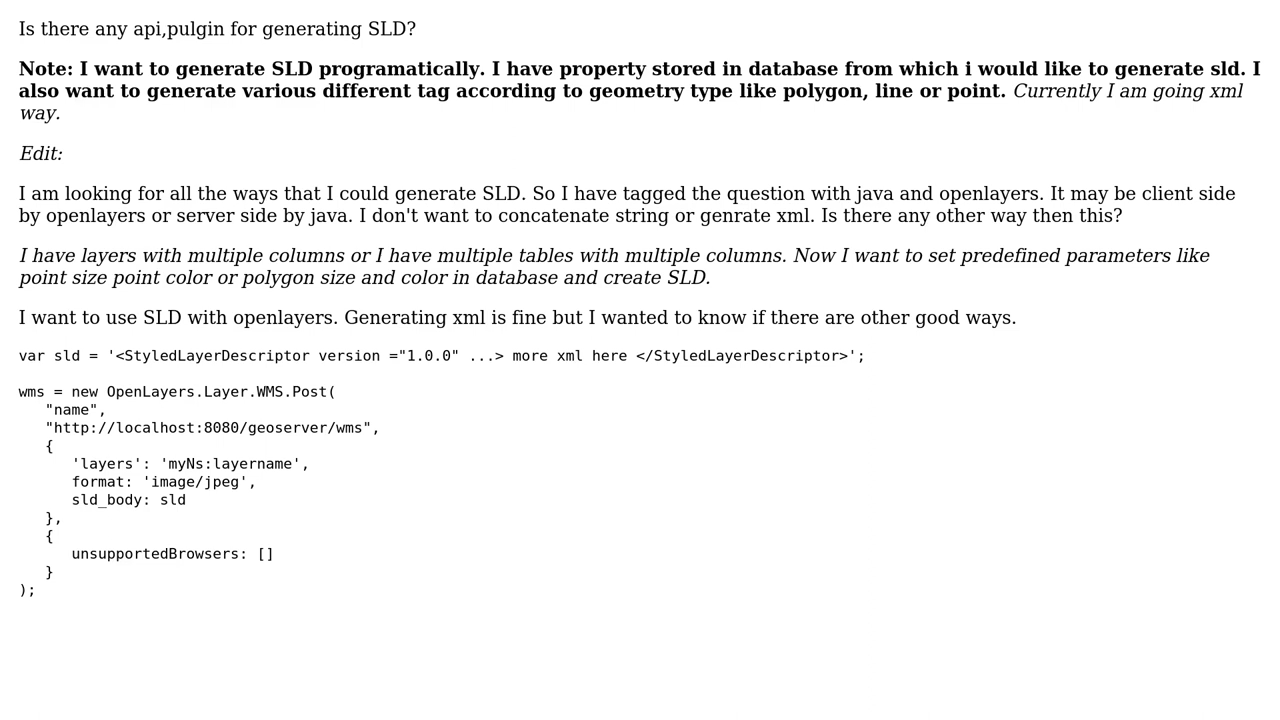 Is there any api,pulgin for generating SLD?
Note: I want to generate SLD programatically. I have property stored in database from which i would like to generate sld. I
also want to generate various different tag according to geometry type like polygon, line or point. Currently I am going xml
way.
Edit:
I am looking for all the ways that I could generate SLD. So I have tagged the question with java and openlayers. It may be client side
by openlayers or server side by java. I don't want to concatenate string or genrate xml. Is there any other way then this?
I have layers with multiple columns or I have multiple tables with multiple columns. Now I want to set predefined parameters like
point size point color or polygon size and color in database and create SLD.
I want to use SLD with openlayers. Generating xml is fine but I wanted to know if there are other good ways.
var sld = '<StyledLayerDescriptor version ="1.0.0" ...> more xml here </StyledLayerDescriptor>';
wms = new OpenLayers.Layer.WMS.Post(
   "name",
   "http://localhost:8080/geoserver/wms",
   {
      'layers': 'myNs:layername',
      format: 'image/jpeg',
      sld_body: sld
   },
   {
      unsupportedBrowsers: []
   }
);